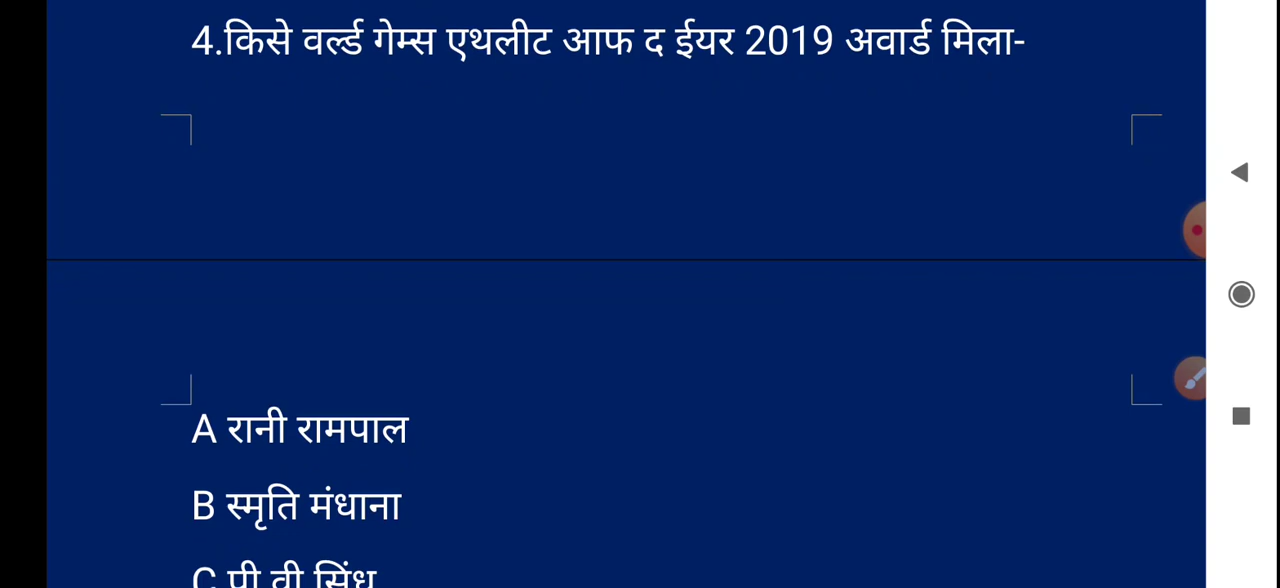 4.किसे वर्ल्ड गेम्स एथलीट आफ द ईयर 2019 अवार्ड मिला-
A रानी रामपाल
B स्मृति मंधाना
C पी वी सिंधु